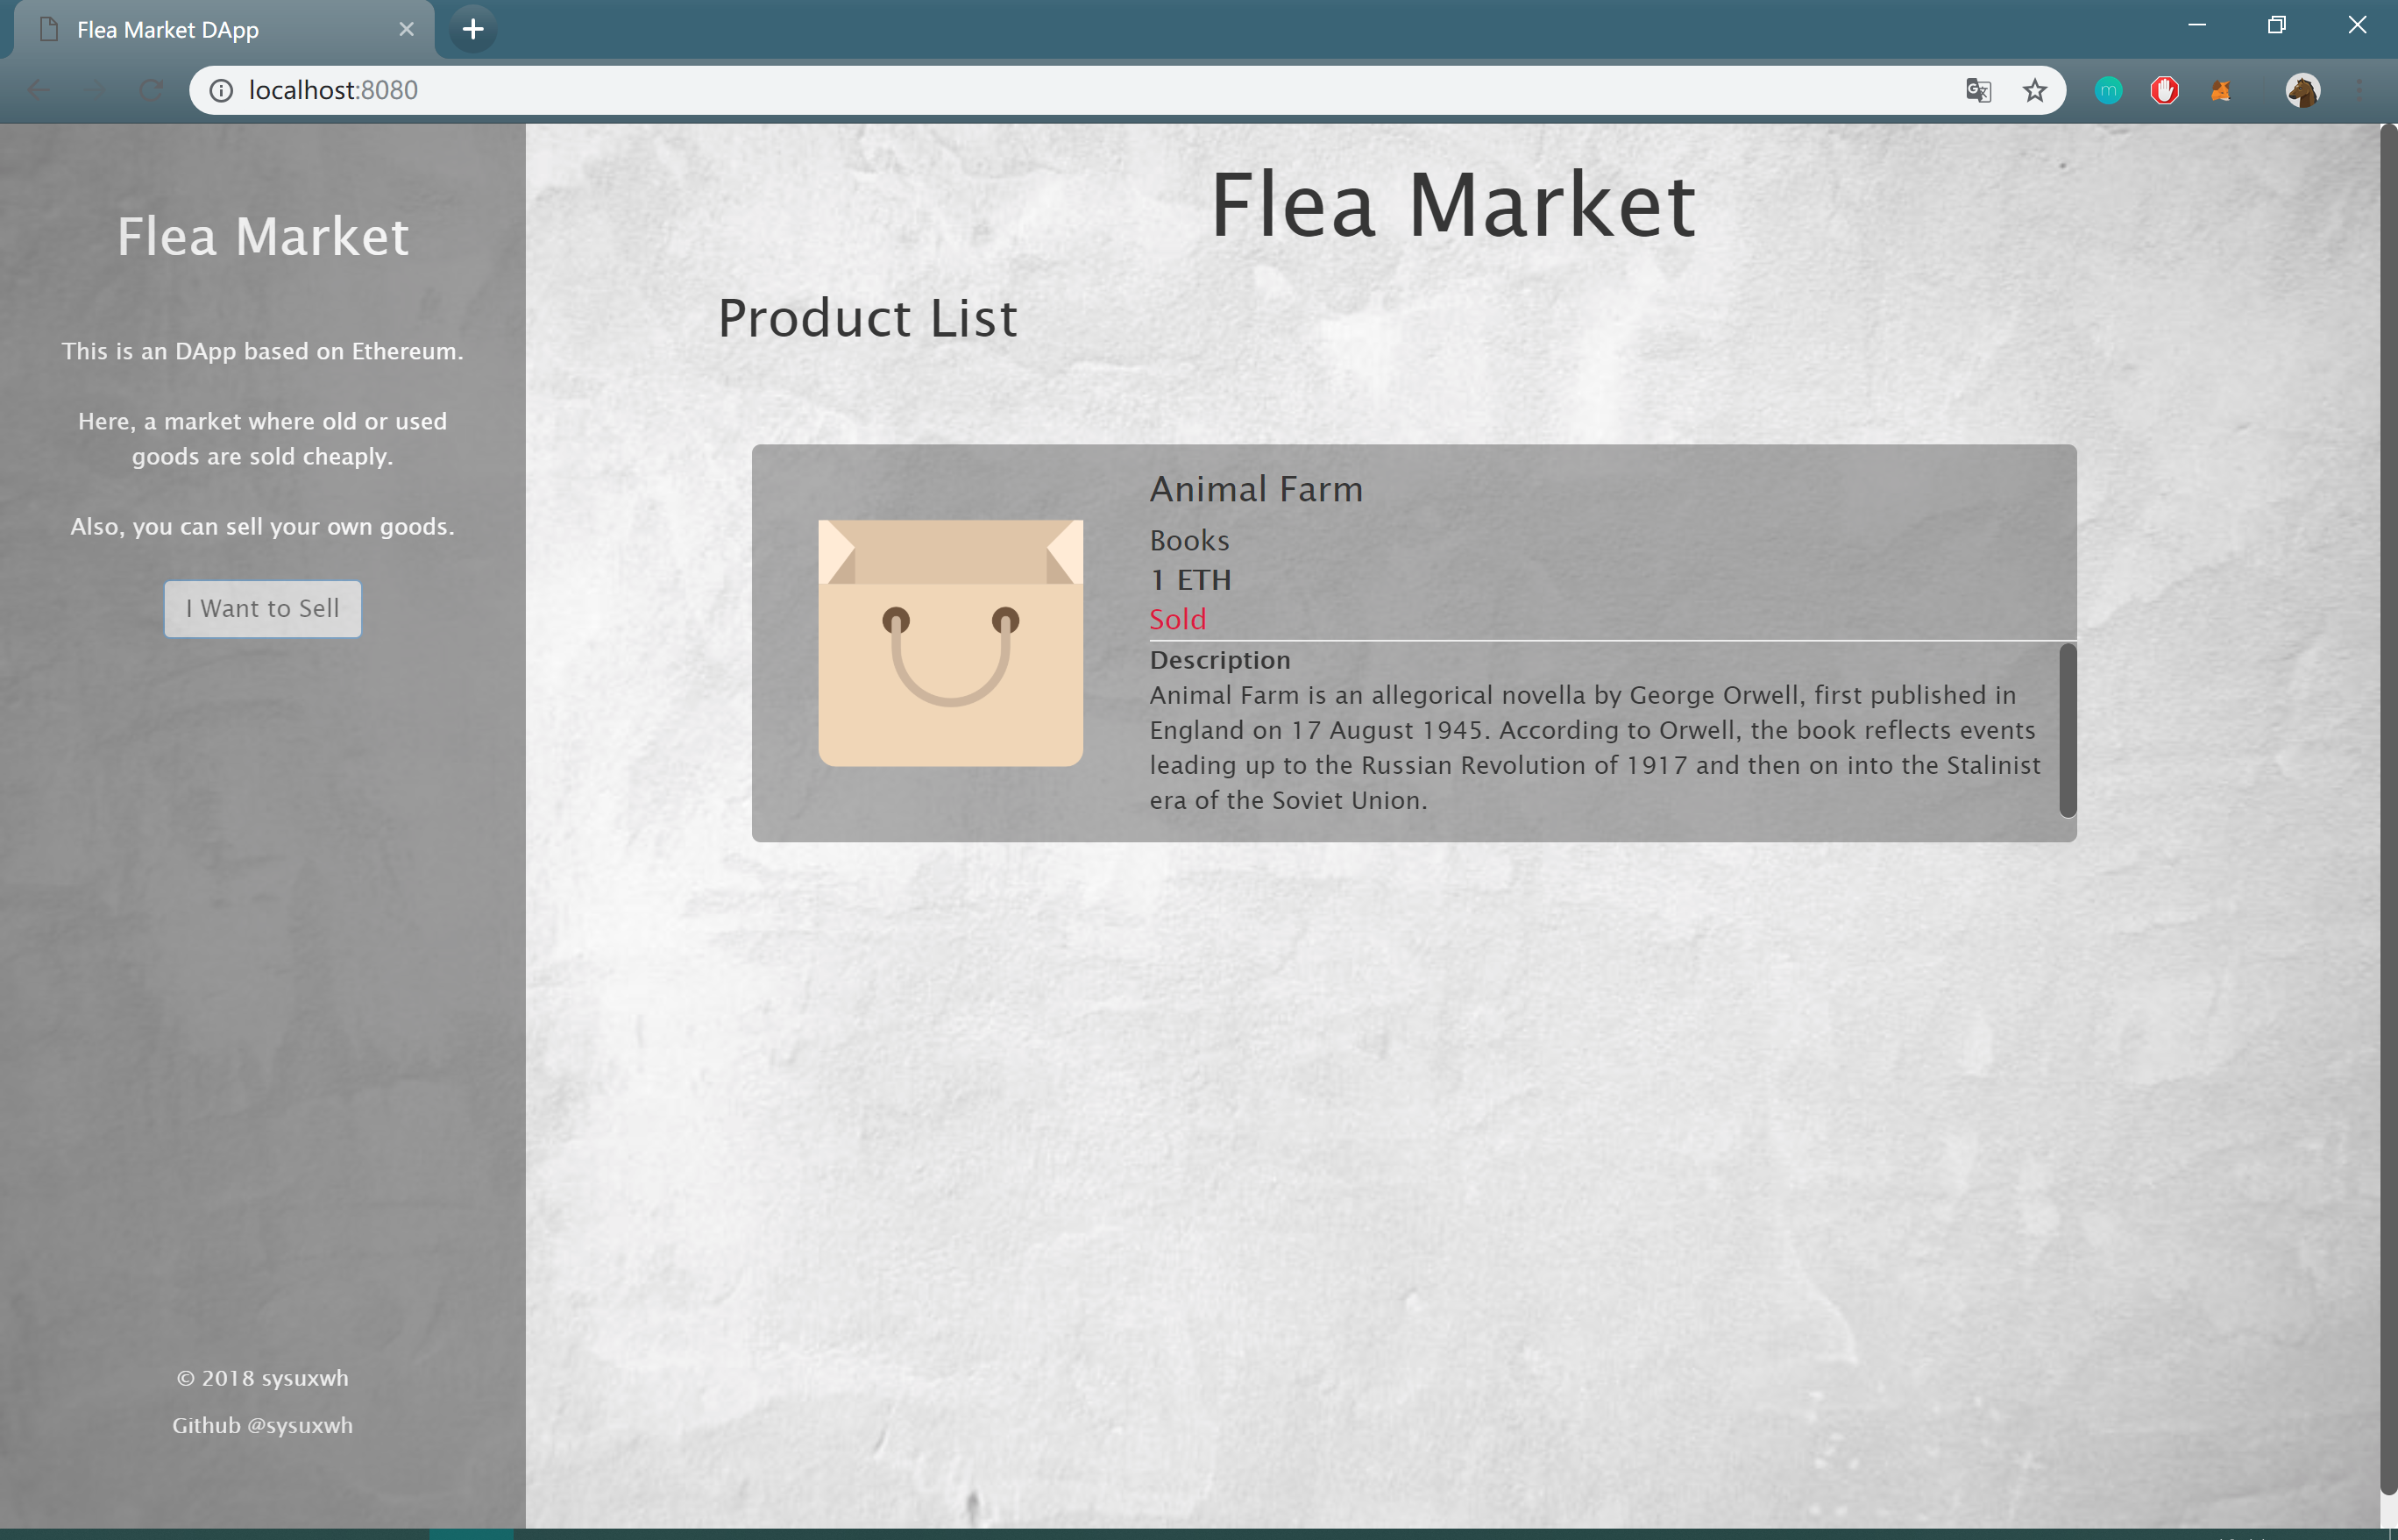 Flea Market DApp
localhost:8080
Flea Market
This is an DApp based on Ethereum.
Here, a market where old or used
goods are sold cheaply.
Also, you can sell your own goods.
I Want to Sell
© 2018 sysuxwh
Github @sysuxwh
Flea Market
Product List
Animal Farm
Books
1 ETH
Sold
Description
Animal Farm is an allegorical novella by George Orwell, first published in
England on 17 August 1945. According to Orwell, the book reflects events
leading up to the Russian Revolution of 1917 and then on into the Stalinist
era of the Soviet Union.